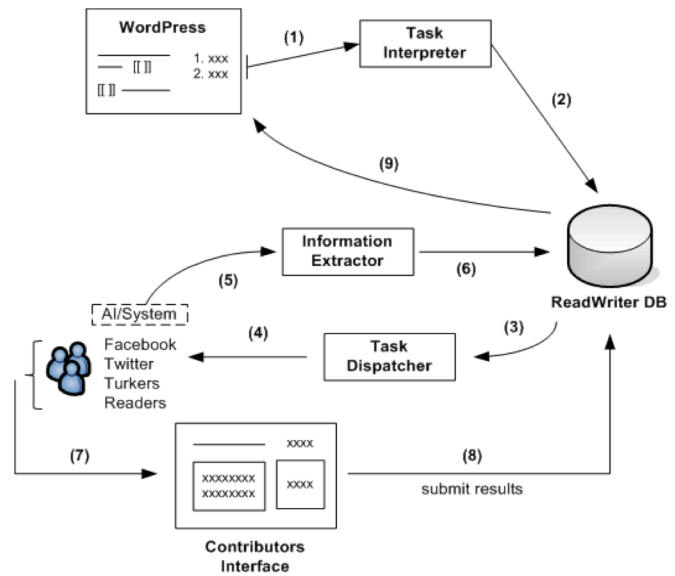 WordPress
[[ ]]
[[ ]]
1. xxx
2. xxx
(1)
Task
Interpreter
(2)
(9)
Information
Extractor
(5)
(6)
ReadWriter DB
AI/System
(4)
(3)
Facebook
Twitter
Turkers
Readers
Task
Dispatcher
(7)
xxxx
xxxxxxxx
xxxxxxxx
xxxx
(8)
submit results
Contributors
Interface